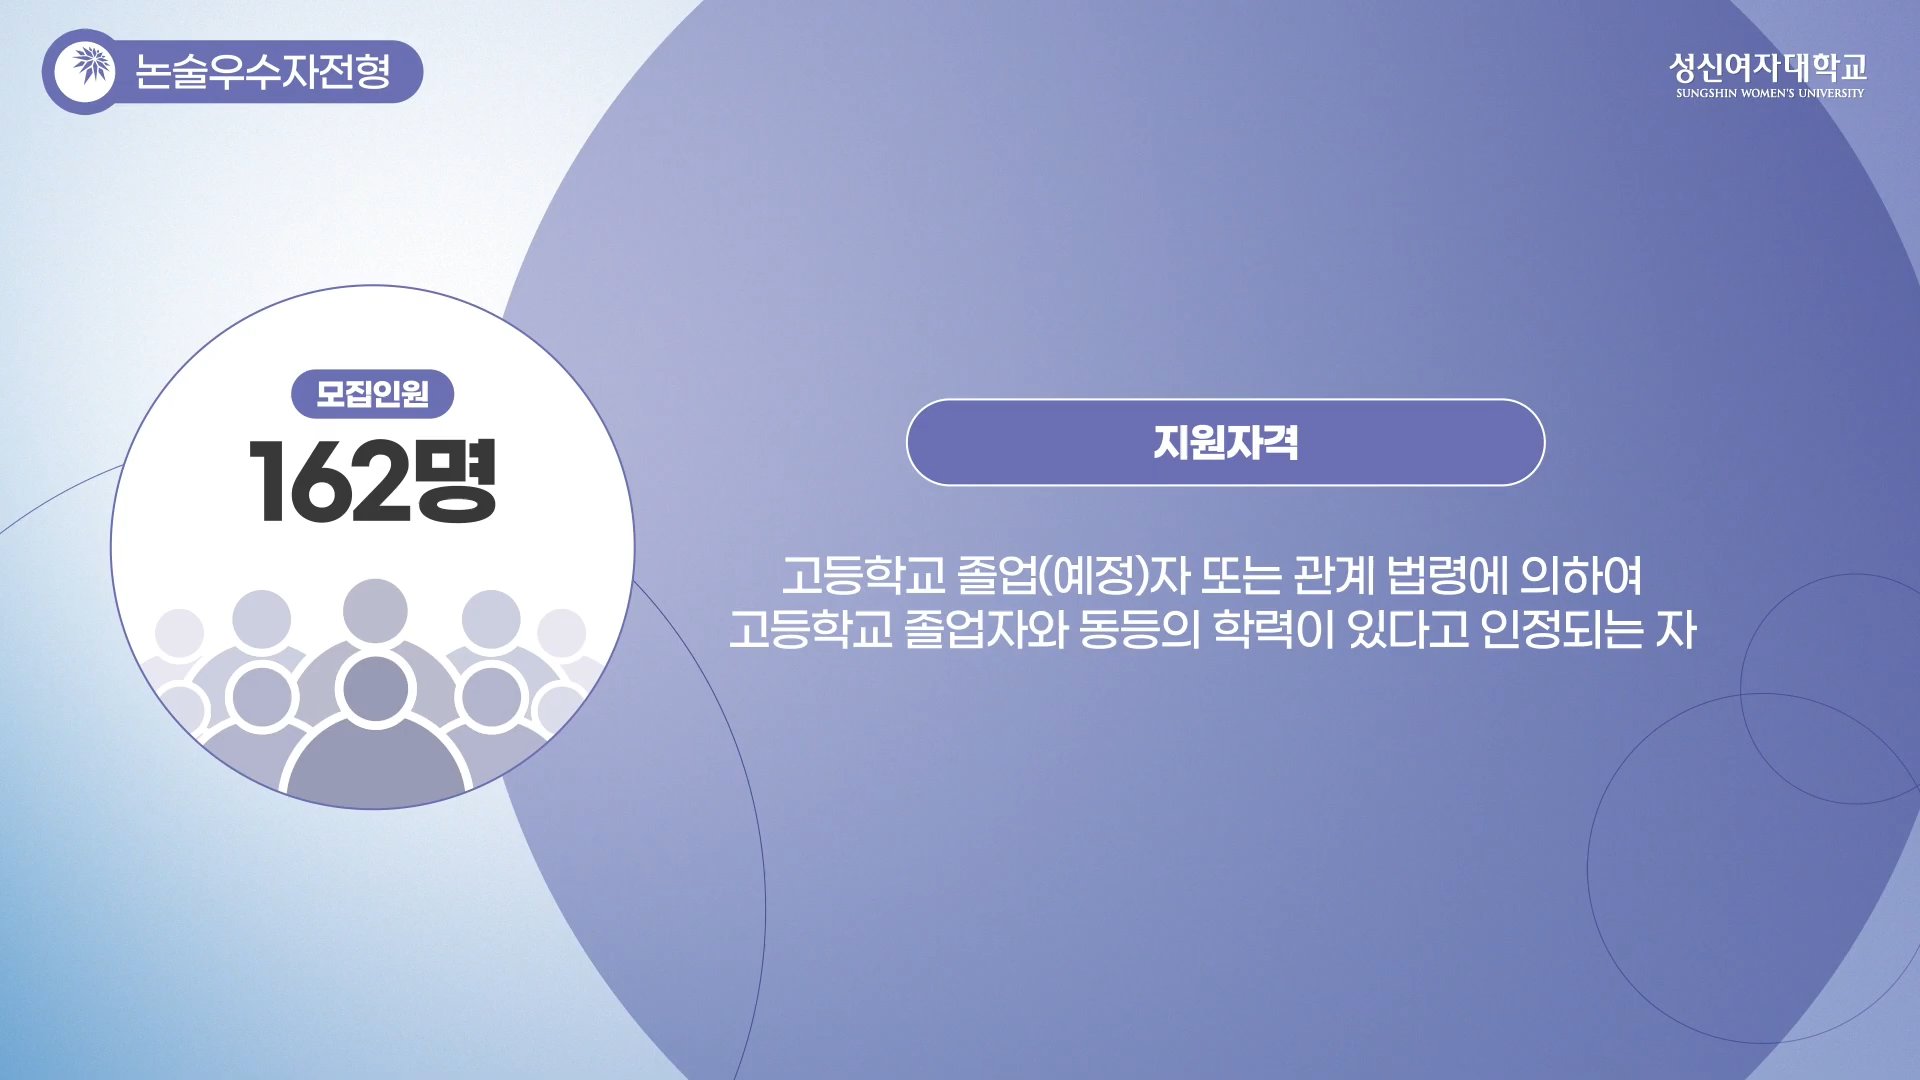 논술우수자전형
성신여자대학교
SUNGSHIN WOMEN'S UNIVERSITY
모집인원
162명
지원자격
고등학교 졸업(예정)자 또는 관계 법령에 의하여
고등학교 졸업자와 동등의 학력이 있다고 인정되는 자